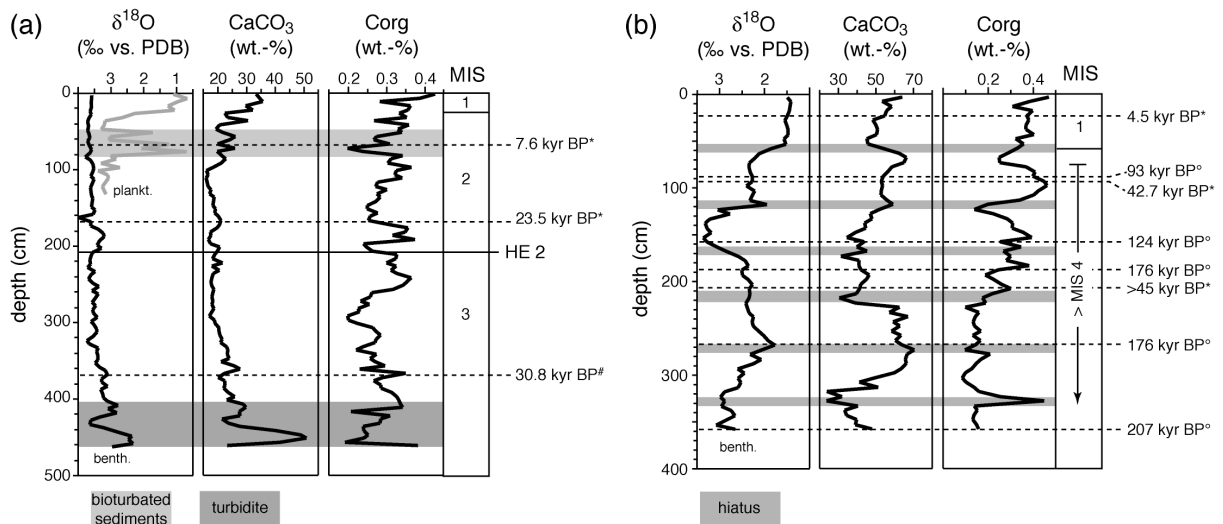 (a)
δ18O
(‰ vs. PDB)
CaCO3
(wt.-%)
Corg
(wt.-%)
MIS
3 2 1
20 30 40 50
0.2 0.3 0.4
0
100
200
300
400
500
depth (cm)
plankt.
benth.
1
2
3
7.6 kyr BP*
23.5 kyr BP*
HE 2
30.8 kyr BP#
bioturbated
sediments
turbidite
(b)
δ18O
(‰ vs. PDB)
CaCO3
(wt.-%)
Corg
(wt.-%)
MIS
3 2
30 50 70
0.2 0.4
0
100
200
300
400
depth (cm)
benth.
1
> MIS 4
4.5 kyr BP*
93 kyr BP°
42.7 kyr BP*
124 kyr BP°
176 kyr BP°
>45 kyr BP*
176 kyr BP°
207 kyr BP°
hiatus